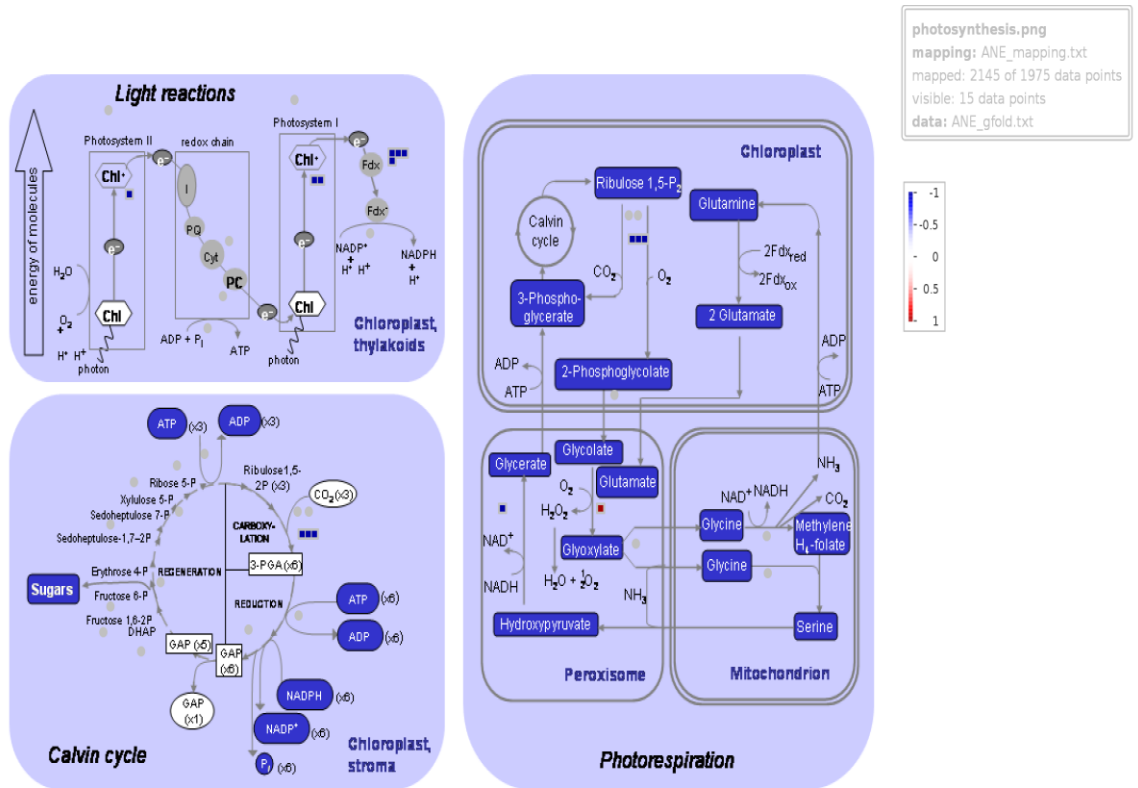 photosynthesis.png
mapping: ANE_mapping.txt
mapped: 2145 of 1975 data points
visible: 15 data points
data: ANE_gfold.txt
-1
-0.5
0
0.5
1
Light reactions
energy of molecules
Photosystem II
redox chain
Photosystem I
Chl⁺
e⁻
I
PQ
Cyt
PC
e⁻
Chl
H₂O
O₂
+
H⁺ H⁺
photon
ADP + Pᵢ
ATP
e⁻
Chl⁺
e⁻
Fdx
Fdx⁻
NADP⁺
+
H⁺ H⁺
NADPH
+
H⁺
e⁻
Chl
photon
Chloroplast,
thylakoids
ATP (x3)
ADP (x3)
Ribulose1,5-
2P (x3)
CO₂(x3)
Ribose 5-P
Xylulose 5-P
Sedoheptulose 7-P
Sedoheptulose-1,7-2P
CARBOXY-
LATION
3-PGA(x6)
REGENERATION
REDUCTION
Erythrose 4-P
Sugars
Fructose 6-P
Fructose 1,6-2P
DHAP
GAP (x5)
GAP
(x6)
GAP
(x1)
ATP (x6)
ADP (x6)
NADPH (x6)
NADP⁺ (x6)
Pᵢ (x6)
Calvin cycle
Chloroplast,
stroma
Chloroplast
Ribulose 1,5-P₂
Glutamine
Calvin
cycle
CO₂
O₂
2Fdx red
2Fdx ox
3-Phospho-
glycerate
2 Glutamate
ADP
ATP
2-Phosphoglycolate
ADP
ATP
Glycerate
Glycolate
Glutamate
O₂
H₂O₂
NAD⁺
NADH
Glyoxylate
H₂O + ½O₂
NH₃
Hydroxypyruvate
Peroxisome
NH₃
NAD⁺ NADH
CO₂
Glycine
Methylene
H₄-folate
Glycine
Serine
Mitochondrion
Photorespiration